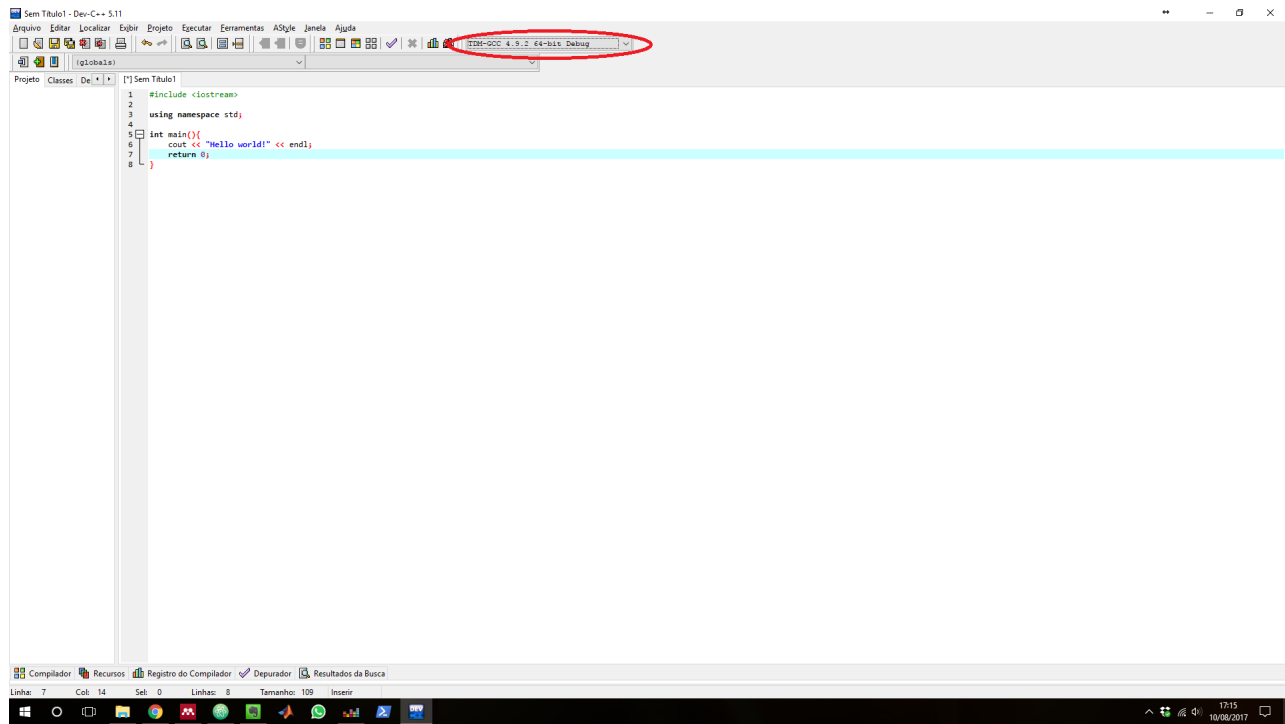 Sem Título1 - Dev-C++ 5.11
Arquivo Editar Localizar Exibir Projeto Executar Ferramentas AStyle Janela Ajuda
TDM-GCC 4.9.2 64-bit Debug
(globals)
Projeto Classes De [*] Sem Título1
1 #include <iostream>
2
3 using namespace std;
4
5 int main(){
6 cout << "Hello world!" << endl;
7 return 0;
8 }
Compilador Recursos Registro do Compilador Depurador Resultados da Busca
Linha: 7 Col: 14 Sel: 0 Linhas: 8 Tamanho: 109 Inserir
17:15
10/08/2017